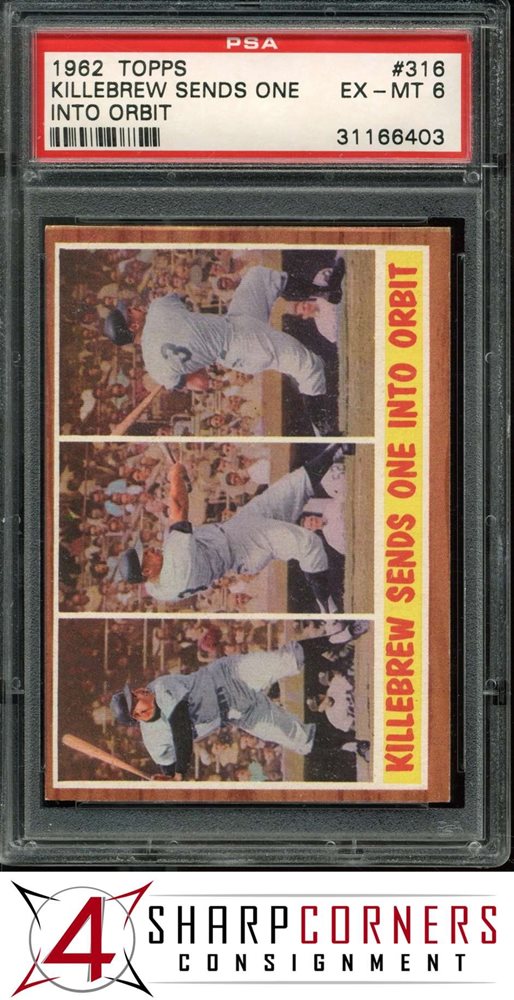 PSA
1962 TOPPS #316
KILLEBREW SENDS ONE EX - MT 6
INTO ORBIT
31166403
KILLEBREW SENDS ONE INTO ORBIT
3
4 SHARPCORNERS
CONSIGNMENT